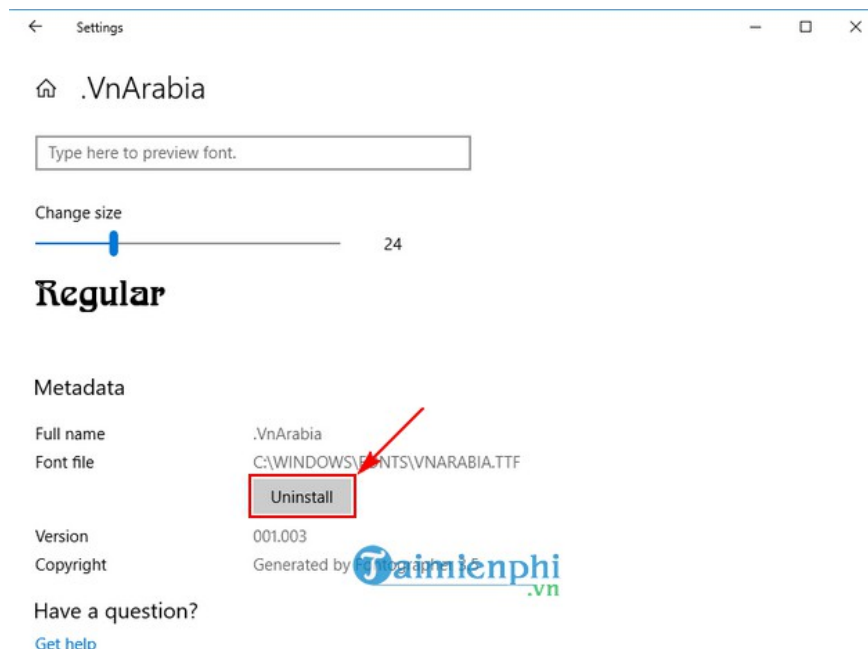 Settings
.VnArabia
Type here to preview font.
Change size
24
Regular
Metadata
Full name .VnArabia
Font file C:\WINDOWS\FONTS\VNARABIA.TTF
Uninstall
Version 001.003
Copyright Generated by Fontographer 3.5
Taimienphi
.vn
Have a question?
Get help